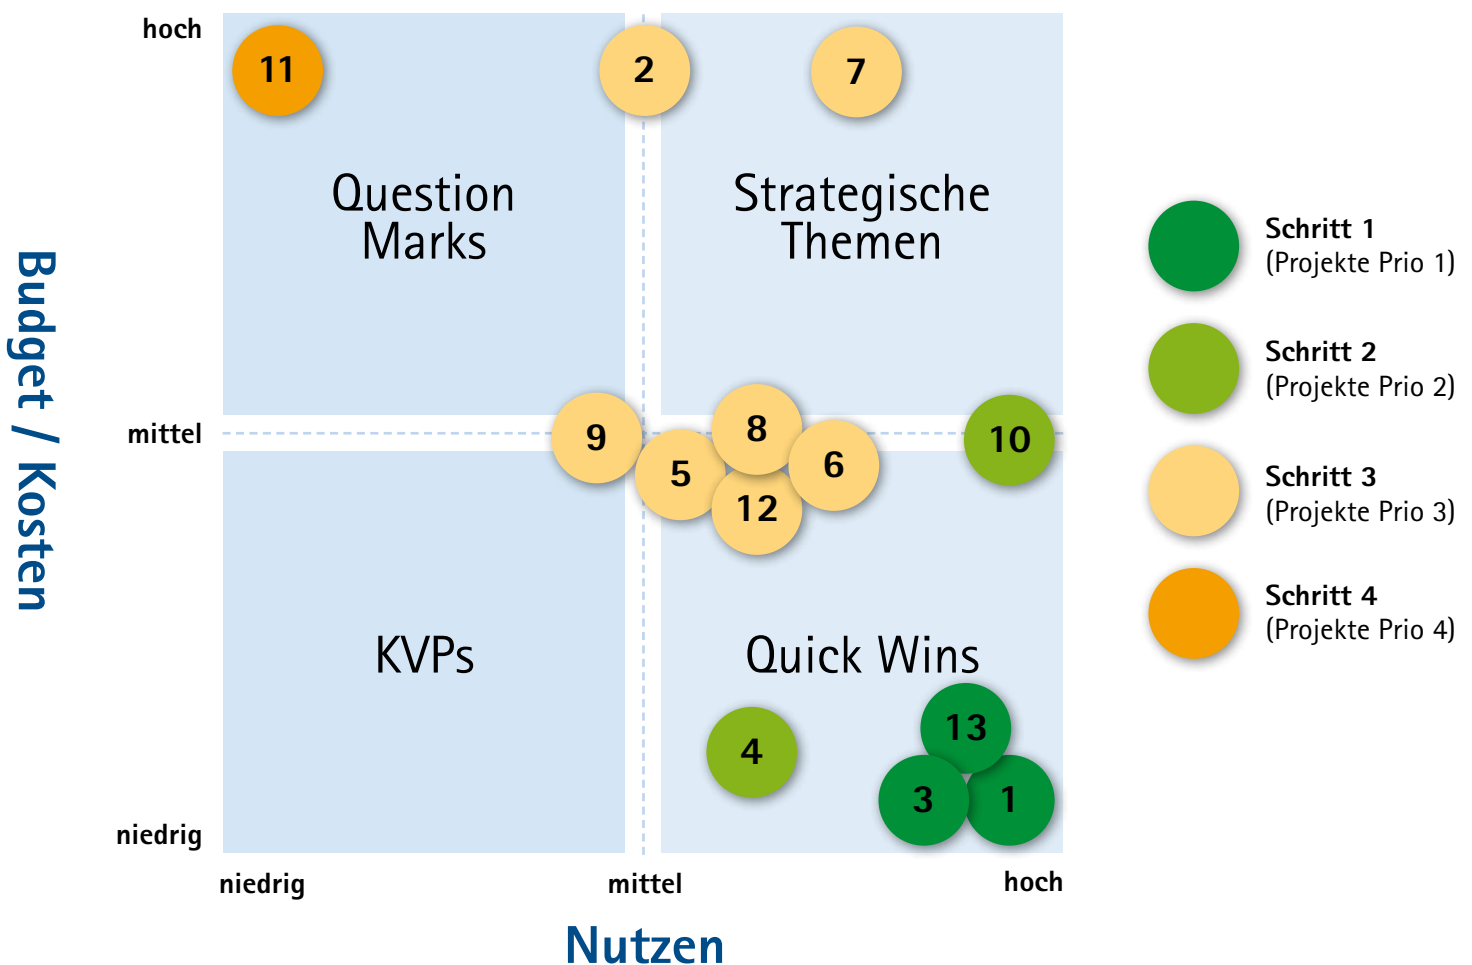 hoch
11
2
7
Question
Marks
Strategische
Themen
Schritt 1
(Projekte Prio 1)
Schritt 2
(Projekte Prio 2)
Schritt 3
(Projekte Prio 3)
Schritt 4
(Projekte Prio 4)
Budget / Kosten
mittel
9
8
5
6
12
10
KVPs
Quick Wins
13
4
3
1
niedrig
niedrig
mittel
hoch
Nutzen